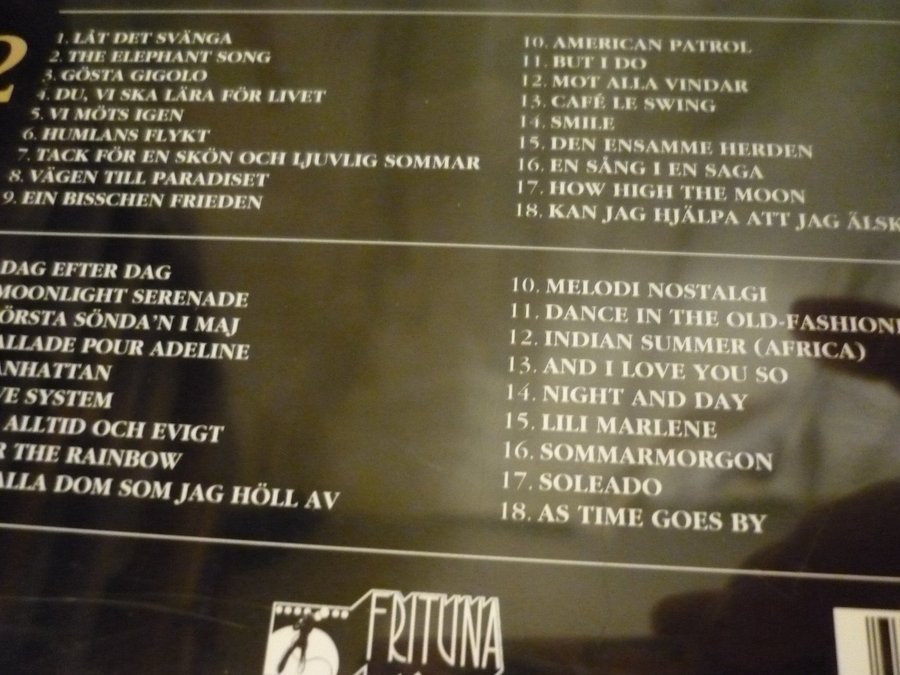 2
1. LÅT DET SVÄNGA
2. THE ELEPHANT SONG
3. GÖSTA GIGOLO
4. DU, VI SKA LÄRA FÖR LIVET
5. VI MÖTS IGEN
6. HUMLANS FLYKT
7. TACK FÖR EN SKÖN OCH LJUVLIG SOMMAR
8. VÄGEN TILL PARADISET
9. EIN BISSCHEN FRIEDEN
10. AMERICAN PATROL
11. BUT I DO
12. MOT ALLA VINDAR
13. CAFÉ LE SWING
14. SMILE
15. DEN ENSAMME HERDEN
16. EN SÅNG I EN SAGA
17. HOW HIGH THE MOON
18. KAN JAG HJÄLPA ATT JAG ÄLSK
DAG EFTER DAG
MOONLIGHT SERENADE
ÖRSTA SÖNDA'N I MAJ
ALLADE POUR ADELINE
ANHATTAN
VE SYSTEM
ALLTID OCH EVIGT
R THE RAINBOW
ALLA DOM SOM JAG HÖLL AV
10. MELODI NOSTALGI
11. DANCE IN THE OLD-FASHIONE
12. INDIAN SUMMER (AFRICA)
13. AND I LOVE YOU SO
14. NIGHT AND DAY
15. LILI MARLENE
16. SOMMARMORGON
17. SOLEADO
18. AS TIME GOES BY
FRITUNA